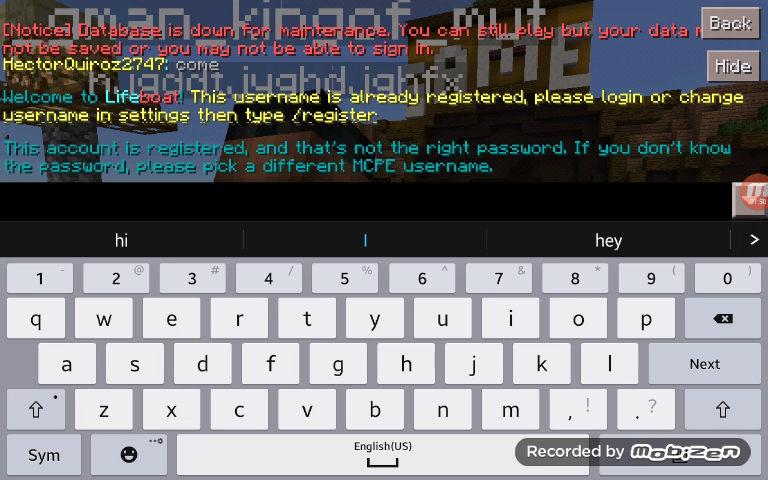 [Notice] Database is down for maintenance. You can still play but your data
not be saved or you may not be able to sign in.
HectorQuiroz2747: come
Welcome to Lifeboat! This username is already registered, please login or change
username in settings then type /register
This account is registered, and that's not the right password. If you don't know
the password, please pick a different MCPE username.
Back
Hide
01:50
hi I hey >
1 - 2 @ 3 # 4 / 5 % 6 ^ 7 & 8 * 9 ( 0 )
q w e r t y u i o p
a s d f g h j k l Next
z x c v b n m , ! . ?
Sym English(US)
Recorded by mobizen